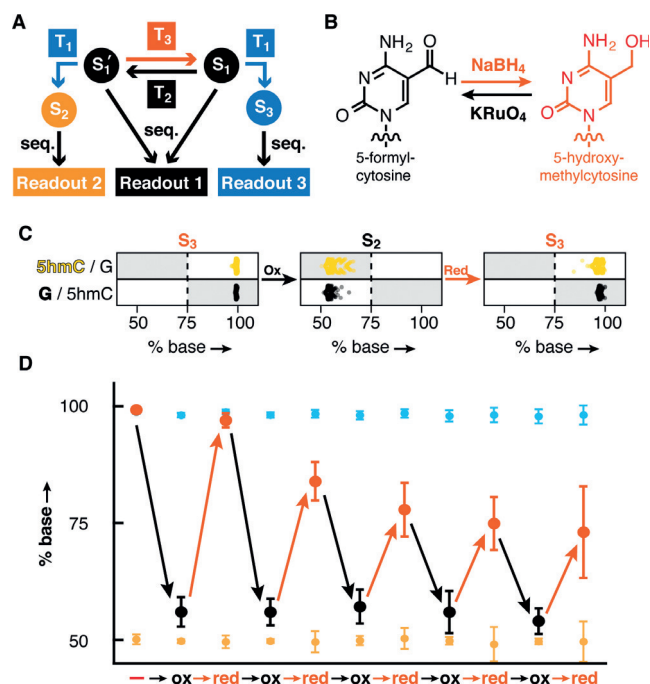 A
T1
S1′
T3
S1
T1
T2
S2
S3
seq.
seq.
seq.
Readout 2
Readout 1
Readout 3
B
NH2
O
H
N
O
N
5-formyl-
cytosine
NaBH4
KRuO4
OH
NH2
N
O
N
5-hydroxy-
methylcytosine
C
S3
S2
S3
5hmC / G
G / 5hmC
Ox
Red
50 75 100
50 75 100
50 75 100
% base →
% base →
% base →
D
100
75
50
% base →
– →ox→red→ox→red→ox→red→ox→red→ox→red